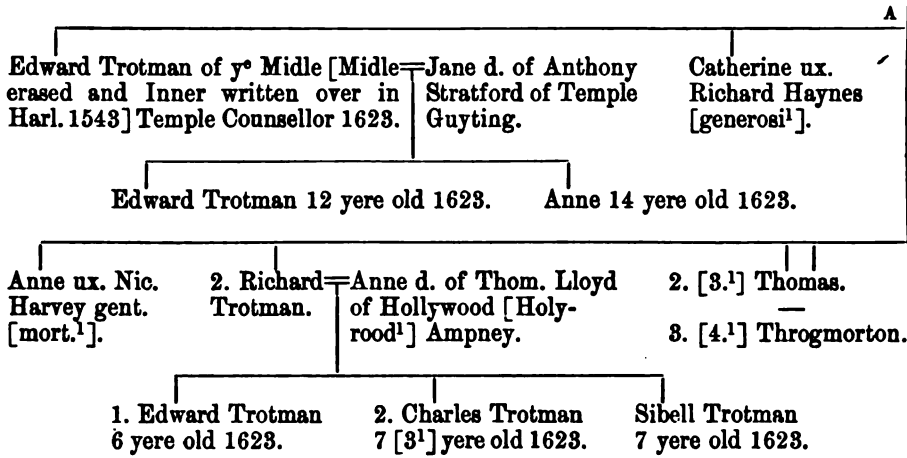 A
Edward Trotman of yᵉ Midle [Midle
erased and Inner written over in
Harl. 1543] Temple Counsellor 1623.
Jane d. of Anthony
Stratford of Temple
Guyting.
Catherine ux.
Richard Haynes
[generosi¹].
Edward Trotman 12 yere old 1623.
Anne 14 yere old 1623.
Anne ux. Nic.
Harvey gent.
[mort.¹].
2. Richard
Trotman.
Anne d. of Thom. Lloyd
of Hollywood [Holy-
rood¹] Ampney.
2. [3.¹] Thomas.
—
3. [4.¹] Throgmorton.
1. Edward Trotman
6 yere old 1623.
2. Charles Trotman
7 [3¹] yere old 1623.
Sibell Trotman
7 yere old 1623.